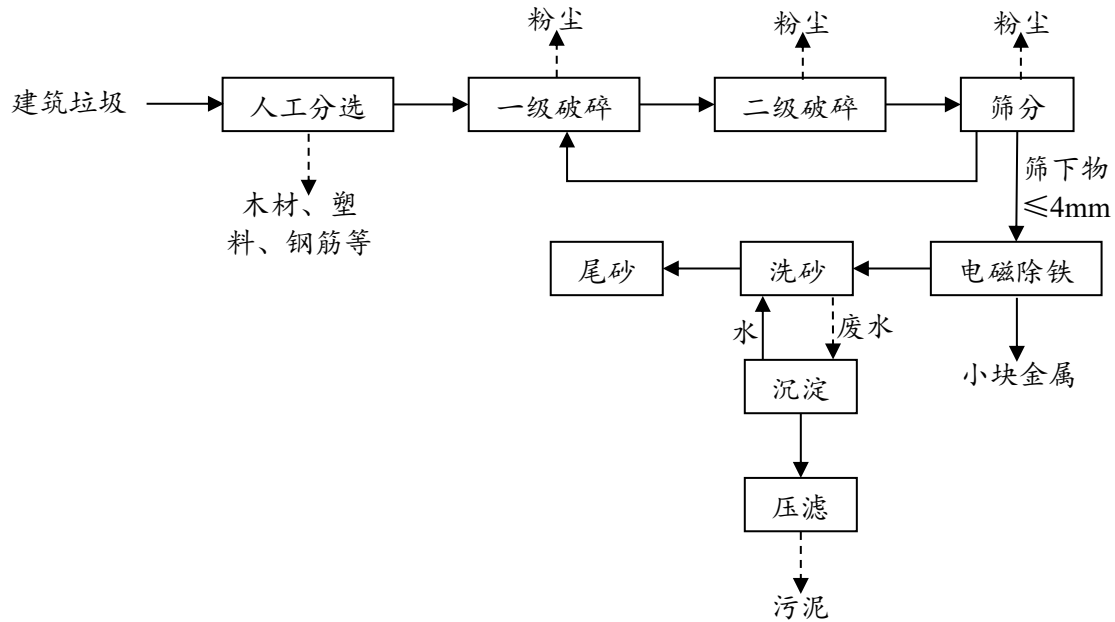 粉尘
粉尘
粉尘
建筑垃圾
人工分选
一级破碎
二级破碎
筛分
木材、塑
料、钢筋等
筛下物
≤4mm
尾砂
洗砂
电磁除铁
水
废水
小块金属
沉淀
压滤
污泥